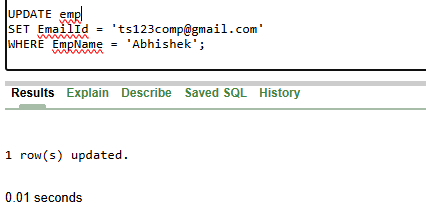 UPDATE emp
SET EmailId = 'ts123comp@gmail.com'
WHERE EmpName = 'Abhishek';
Results Explain Describe Saved SQL History
1 row(s) updated.
0.01 seconds